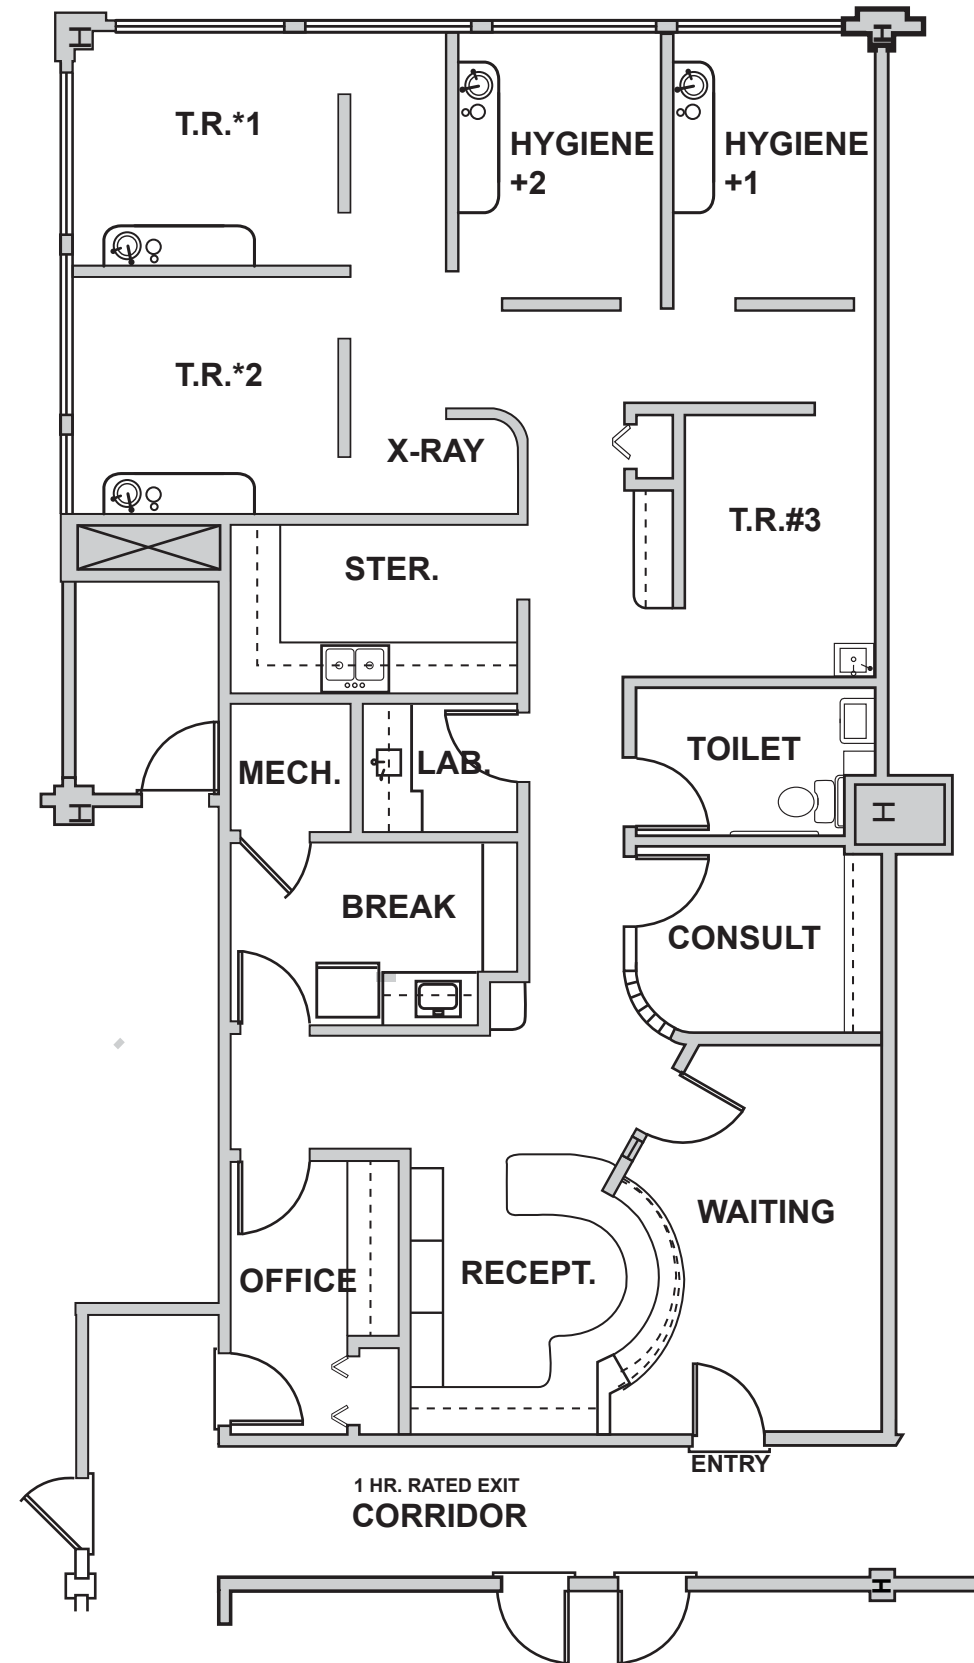 T.R.*1
HYGIENE
+2
HYGIENE
+1
T.R.*2
X-RAY
T.R.#3
STER.
TOILET
LAB.
MECH.
BREAK
CONSULT
WAITING
RECEPT.
OFFICE
ENTRY
1 HR. RATED EXIT
CORRIDOR